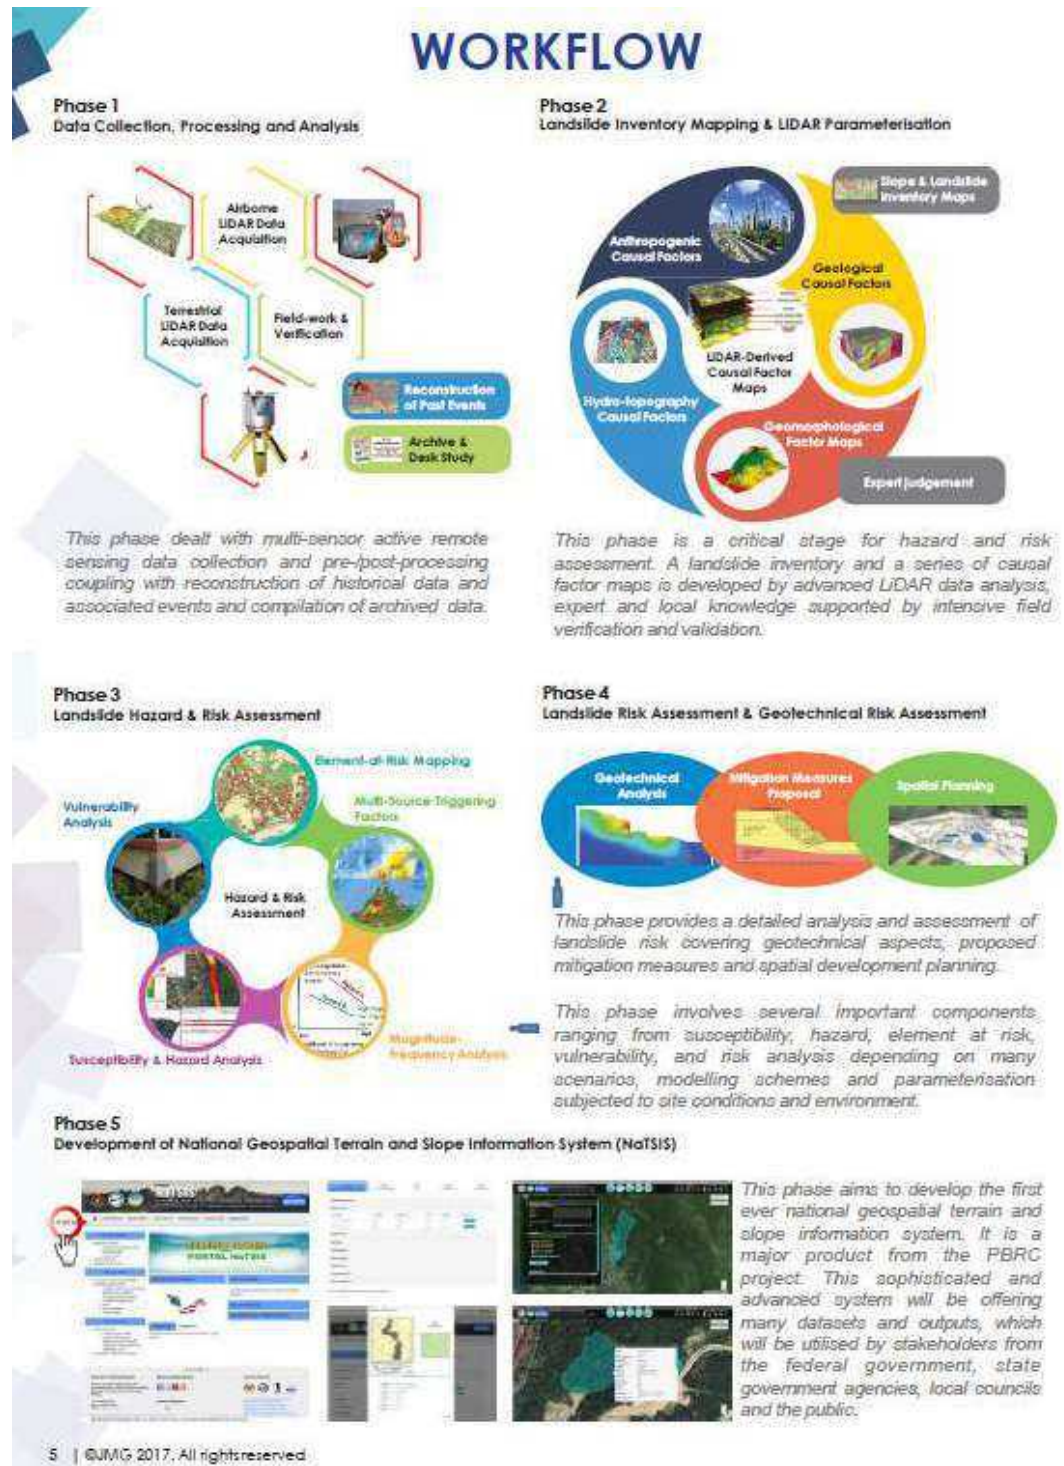 WORKFLOW
Phase 1
Data Collection, Processing and Analysis
Airborne
LiDAR Data
Acquisition
Terrestrial
LiDAR Data
Acquisition
Field-work &
Verification
Reconstruction
of Past Events
Archive &
Desk Study
This phase dealt with multi-sensor active remote
sensing data collection and pre-/post-processing
coupling with reconstruction of historical data and
associated events and compilation of archived data.
Phase 2
Landslide Inventory Mapping & LiDAR Parameterisation
Slope & Landslide
Inventory Maps
Anthropogenic
Causal Factors
Geological
Causal Factors
LiDAR-Derived
Causal Factor
Maps
Hydro-topography
Causal Factors
Geomorphological
Factor Maps
Expert judgement
This phase is a critical stage for hazard and risk
assessment. A landslide inventory and a series of causal
factor maps is developed by advanced LiDAR data analysis,
expert and local knowledge supported by intensive field
verification and validation.
Phase 3
Landslide Hazard & Risk Assessment
Element-at-Risk Mapping
Multi-Source Triggering
Factors
Vulnerability
Analysis
Hazard & Risk
Assessment
Magnitude-
frequency Analysis
Susceptibility & Hazard Analysis
Phase 4
Landslide Risk Assessment & Geotechnical Risk Assessment
Geotechnical
Analysis
Mitigation Measures
Proposal
Spatial Planning
This phase provides a detailed analysis and assessment of
landslide risk covering geotechnical aspects, proposed
mitigation measures and spatial development planning.
This phase involves several important components
ranging from susceptibility, hazard, element at risk,
vulnerability, and risk analysis depending on many
scenarios, modelling schemes and parameterisation
subjected to site conditions and environment.
Phase 5
Development of National Geospatial Terrain and Slope Information System (NaTSIS)
PORTAL NaTSIS
This phase aims to develop the first
ever national geospatial terrain and
slope information system. It is a
major product from the PBRC
project. This sophisticated and
advanced system will be offering
many datasets and outputs, which
will be utilised by stakeholders from
the federal government, state
government agencies, local councils
and the public.
5 | ©JMG 2017. All rights reserved